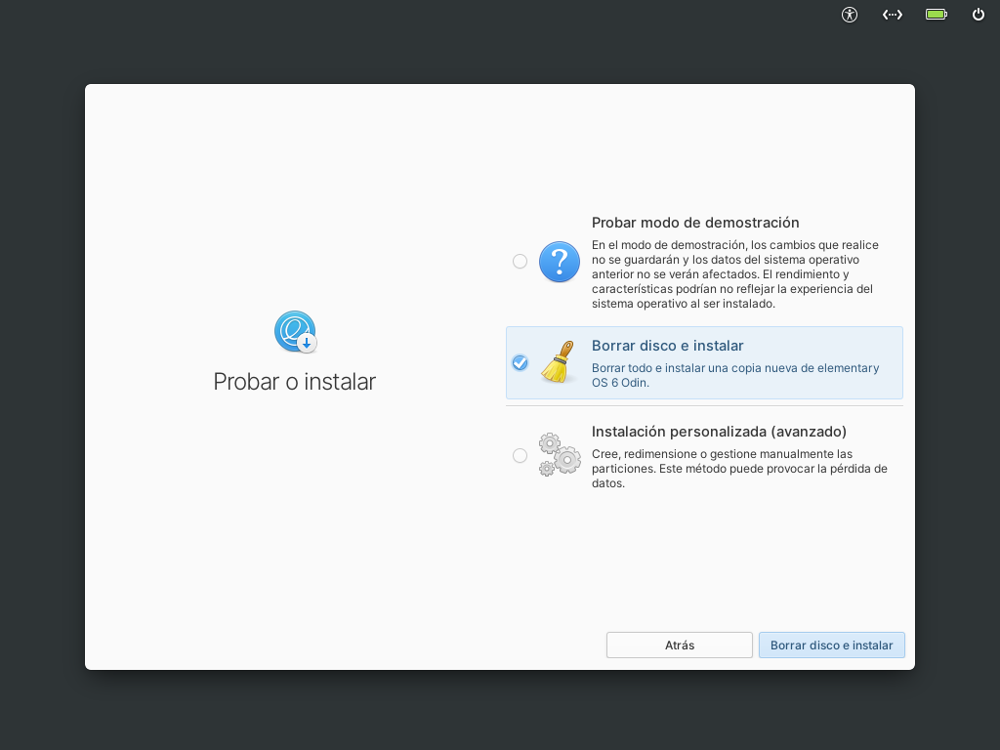 Probar o instalar
Probar modo de demostración
En el modo de demostración, los cambios que realice
no se guardarán y los datos del sistema operativo
anterior no se verán afectados. El rendimiento y
características podrían no reflejar la experiencia del
sistema operativo al ser instalado.
Borrar disco e instalar
Borrar todo e instalar una copia nueva de elementary
OS 6 Odin.
Instalación personalizada (avanzado)
Cree, redimensione o gestione manualmente las
particiones. Este método puede provocar la pérdida de
datos.
Atrás
Borrar disco e instalar